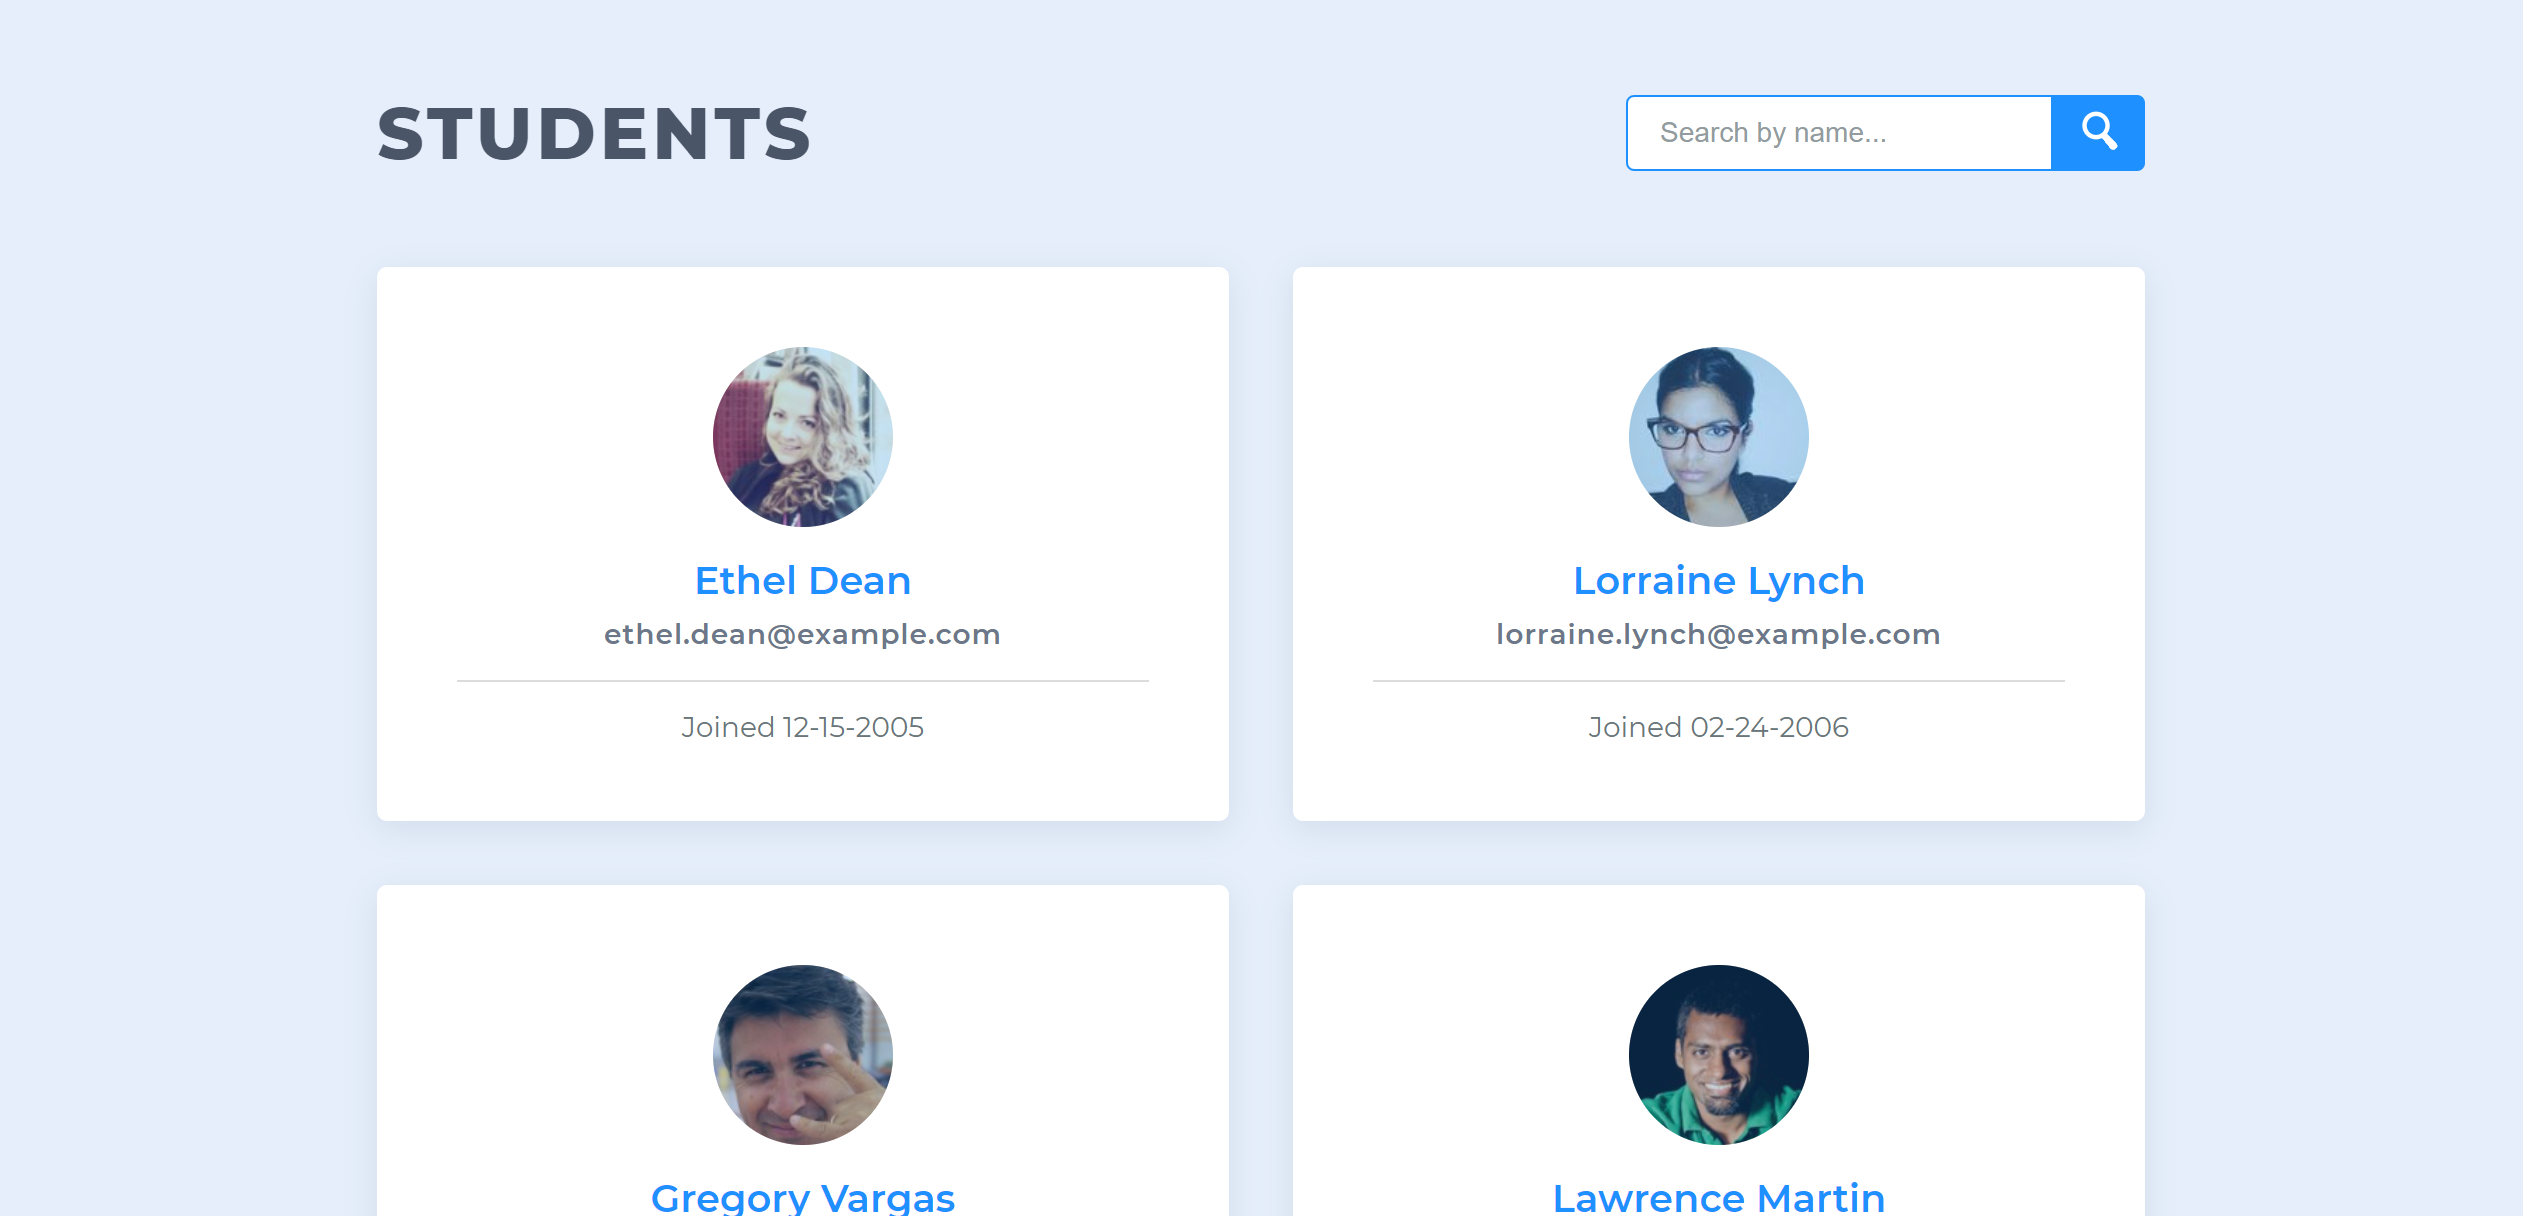 STUDENTS
Search by name...
Ethel Dean
ethel.dean@example.com
Joined 12-15-2005
Lorraine Lynch
lorraine.lynch@example.com
Joined 02-24-2006
Gregory Vargas
Lawrence Martin